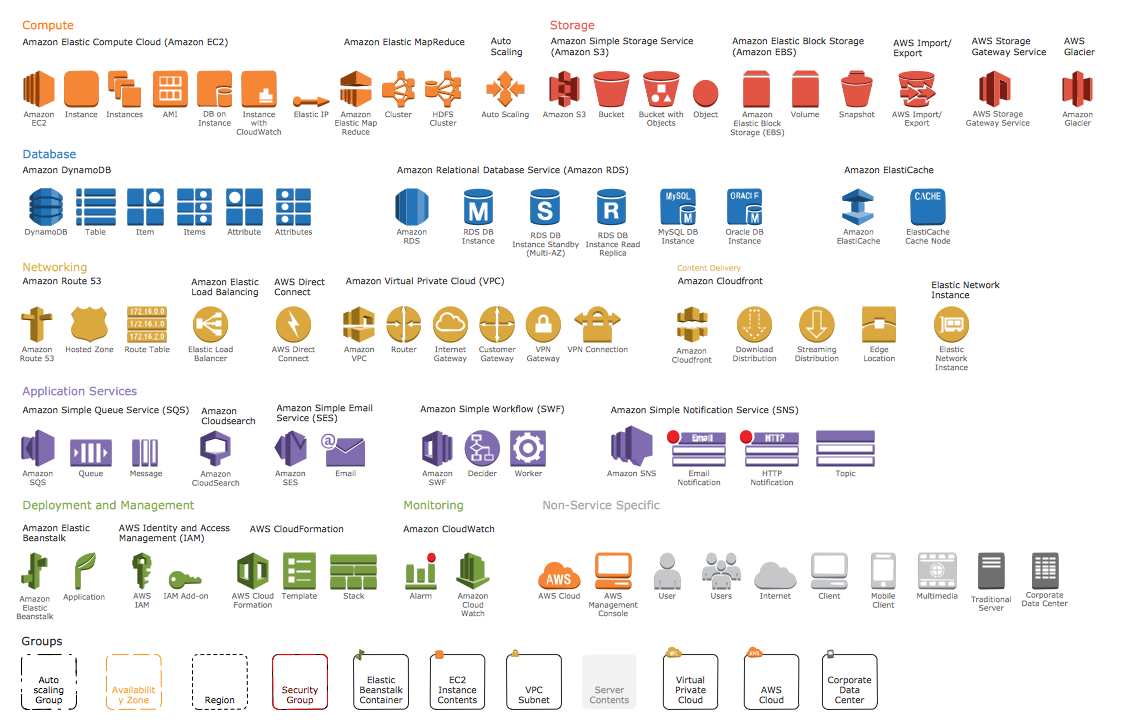 Compute
Storage
Amazon Elastic Compute Cloud (Amazon EC2)
Amazon Elastic MapReduce
Auto
Scaling
Amazon Simple Storage Service
(Amazon S3)
Amazon Elastic Block Storage
(Amazon EBS)
AWS Import/
Export
AWS Storage
Gateway Service
AWS
Glacier
Amazon
EC2
Instance
Instances
AMI
DB on
Instance
Instance
with
CloudWatch
Elastic IP
Amazon
Elastic Map
Reduce
Cluster
HDFS
Cluster
Auto Scaling
Amazon S3
Bucket
Bucket with
Objects
Object
Amazon
Elastic Block
Storage (EBS)
Volume
Snapshot
AWS Import/
Export
AWS Storage
Gateway Service
Amazon
Glacier
Database
Amazon DynamoDB
Amazon Relational Database Service (Amazon RDS)
Amazon ElastiCache
M
S
R
MySQL
M
ORACLE
M
CACHE
DynamoDB
Table
Item
Items
Attribute
Attributes
Amazon
RDS
RDS DB
Instance
RDS DB
Instance Standby
(Multi-AZ)
RDS DB
Instance Read
Replica
MySQL DB
Instance
Oracle DB
Instance
Amazon
ElastiCache
ElastiCache
Cache Node
Networking
Content Delivery
Amazon Route 53
Amazon Elastic
Load Balancing
AWS Direct
Connect
Amazon Virtual Private Cloud (VPC)
Amazon Cloudfront
Elastic Network
Instance
172.16.0.0
172.16.1.0
172.16.2.0
Amazon
Route 53
Hosted Zone
Route Table
Elastic Load
Balancer
AWS Direct
Connect
Amazon
VPC
Router
Internet
Gateway
Customer
Gateway
VPN
Gateway
VPN Connection
Amazon
Cloudfront
Download
Distribution
Streaming
Distribution
Edge
Location
Elastic
Network
Instance
Application Services
Amazon Simple Queue Service (SQS)
Amazon
Cloudsearch
Amazon Simple Email
Service (SES)
Amazon Simple Workflow (SWF)
Amazon Simple Notification Service (SNS)
@
Email
HTTP
Amazon
SQS
Queue
Message
Amazon
CloudSearch
Amazon
SES
Email
Amazon
SWF
Decider
Worker
Amazon SNS
Email
Notification
HTTP
Notification
Topic
Deployment and Management
Monitoring
Non-Service Specific
Amazon Elastic
Beanstalk
AWS Identity and Access
Management (IAM)
AWS CloudFormation
Amazon CloudWatch
AWS
Amazon
Elastic
Beanstalk
Application
AWS
IAM
IAM Add-on
AWS Cloud
Formation
Template
Stack
Alarm
Amazon
Cloud
Watch
AWS Cloud
AWS
Management
Console
User
Users
Internet
Client
Mobile
Client
Multimedia
Traditional
Server
Corporate
Data Center
Groups
Auto
scaling
Group
Availabilit
y Zone
Region
Security
Group
Elastic
Beanstalk
Container
EC2
Instance
Contents
VPC
Subnet
Server
Contents
Virtual
Private
Cloud
AWS
AWS
Cloud
Corporate
Data
Center